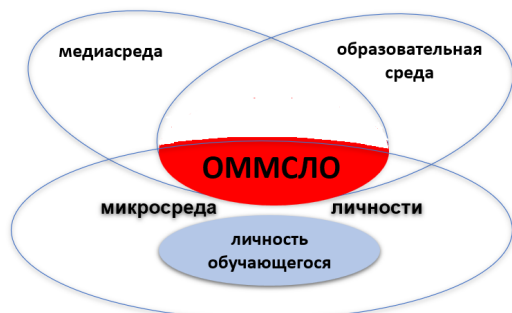 медиасреда
образовательная
среда
ОММСЛО
микросреда личности
личность
обучающегося